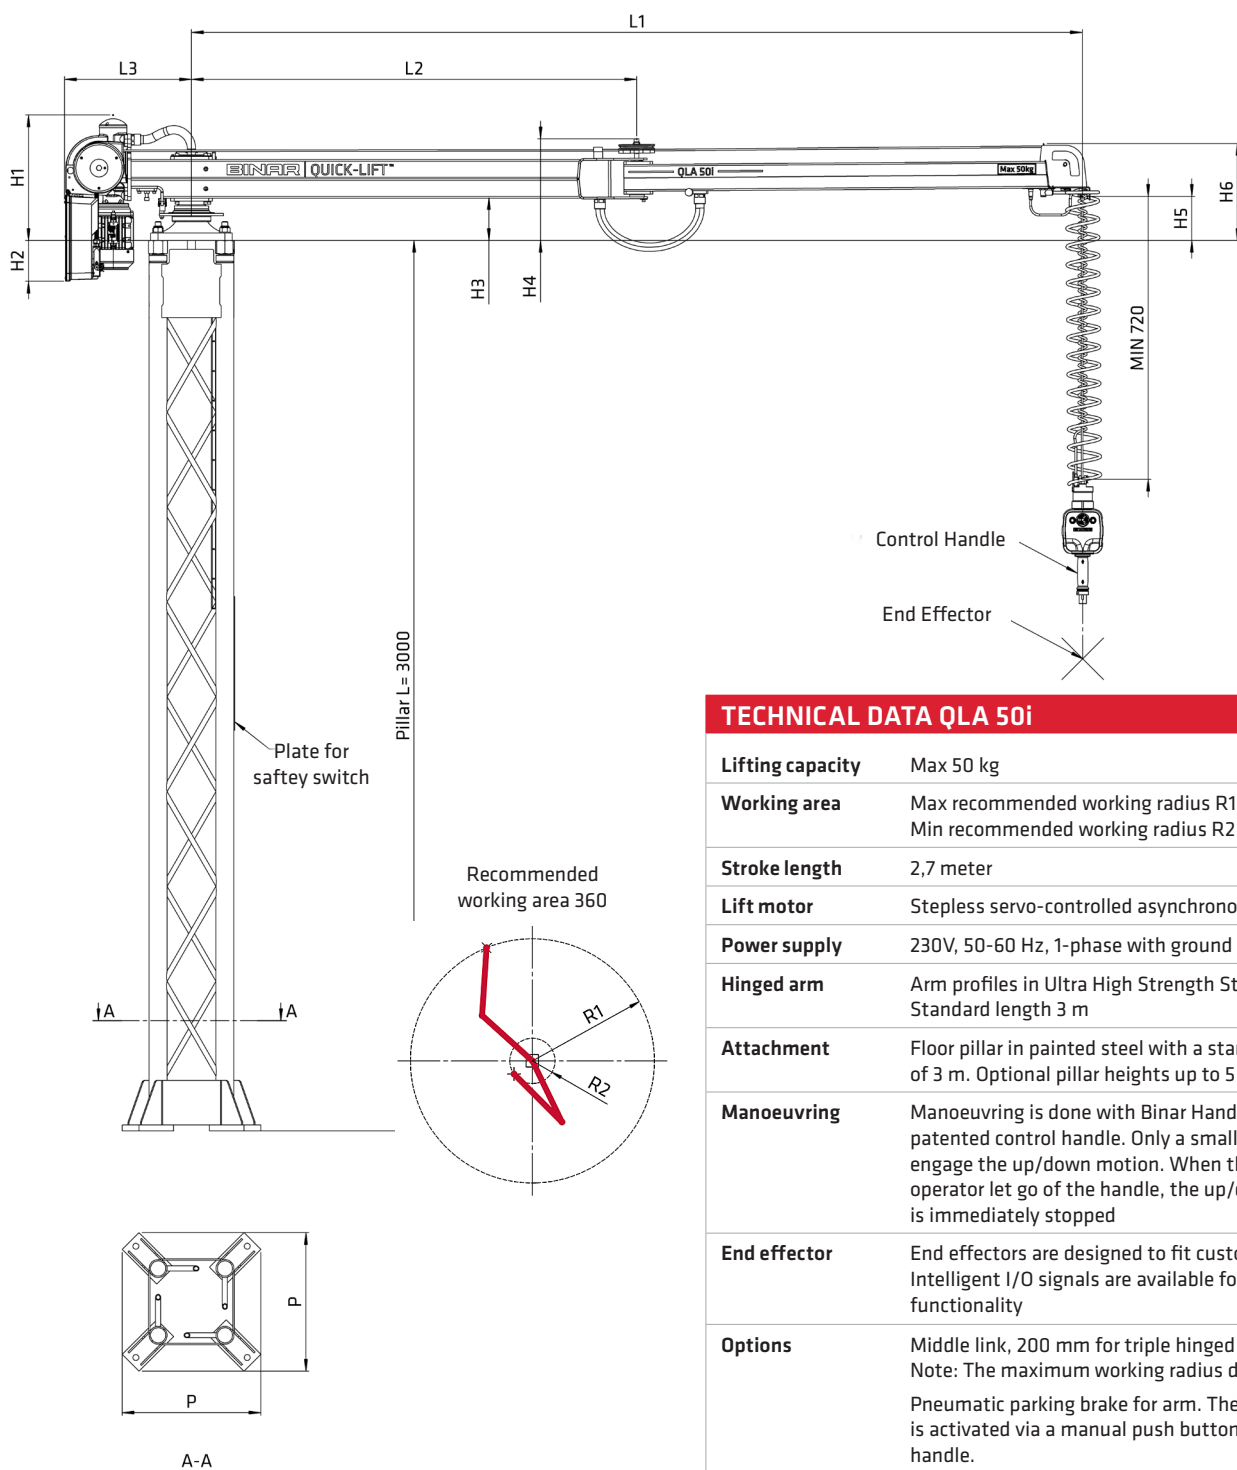 L1
L3
L2
H1
H2
BINAR QUICK-LIFT™
QLA 50i
Max 50kg
H3
H4
H5
H6
MIN 720
Control Handle
End Effector
Pillar L= 3000
Plate for
saftey switch
A
A
Recommended
working area 360
R1
R2
P
P
A-A
TECHNICAL DATA QLA 50i
Lifting capacity Max 50 kg
Working area Max recommended working radius R1
Min recommended working radius R2
Stroke length 2,7 meter
Lift motor Stepless servo-controlled asynchrono
Power supply 230V, 50-60 Hz, 1-phase with ground
Hinged arm Arm profiles in Ultra High Strength St
Standard length 3 m
Attachment Floor pillar in painted steel with a sta
of 3 m. Optional pillar heights up to 5
Manoeuvring Manoeuvring is done with Binar Hand
patented control handle. Only a small
engage the up/down motion. When th
operator let go of the handle, the up/
is immediately stopped
End effector End effectors are designed to fit custo
Intelligent I/O signals are available fo
functionality
Options Middle link, 200 mm for triple hinged
Note: The maximum working radius d
Pneumatic parking brake for arm. The
is activated via a manual push button
handle.